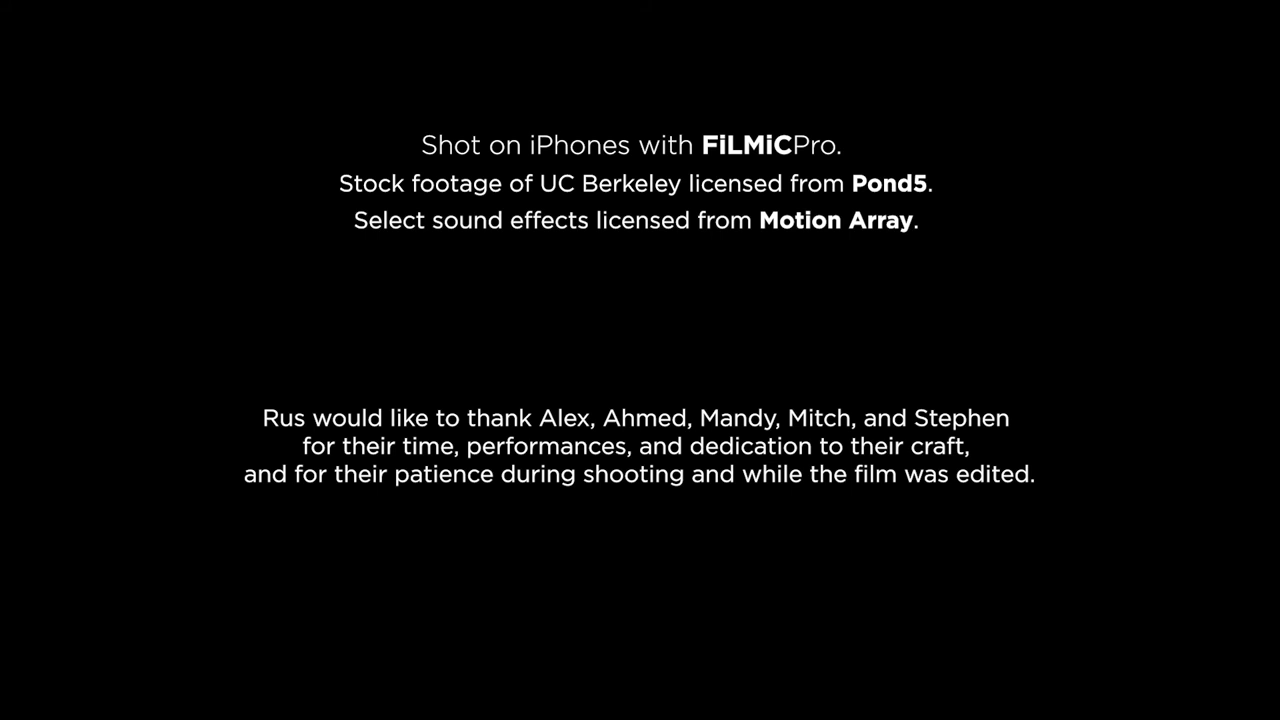 Shot on iPhones with FiLMiCPro.
Stock footage of UC Berkeley licensed from Pond5.
Select sound effects licensed from Motion Array.
Rus would like to thank Alex, Ahmed, Mandy, Mitch, and Stephen
for their time, performances, and dedication to their craft,
and for their patience during shooting and while the film was edited.